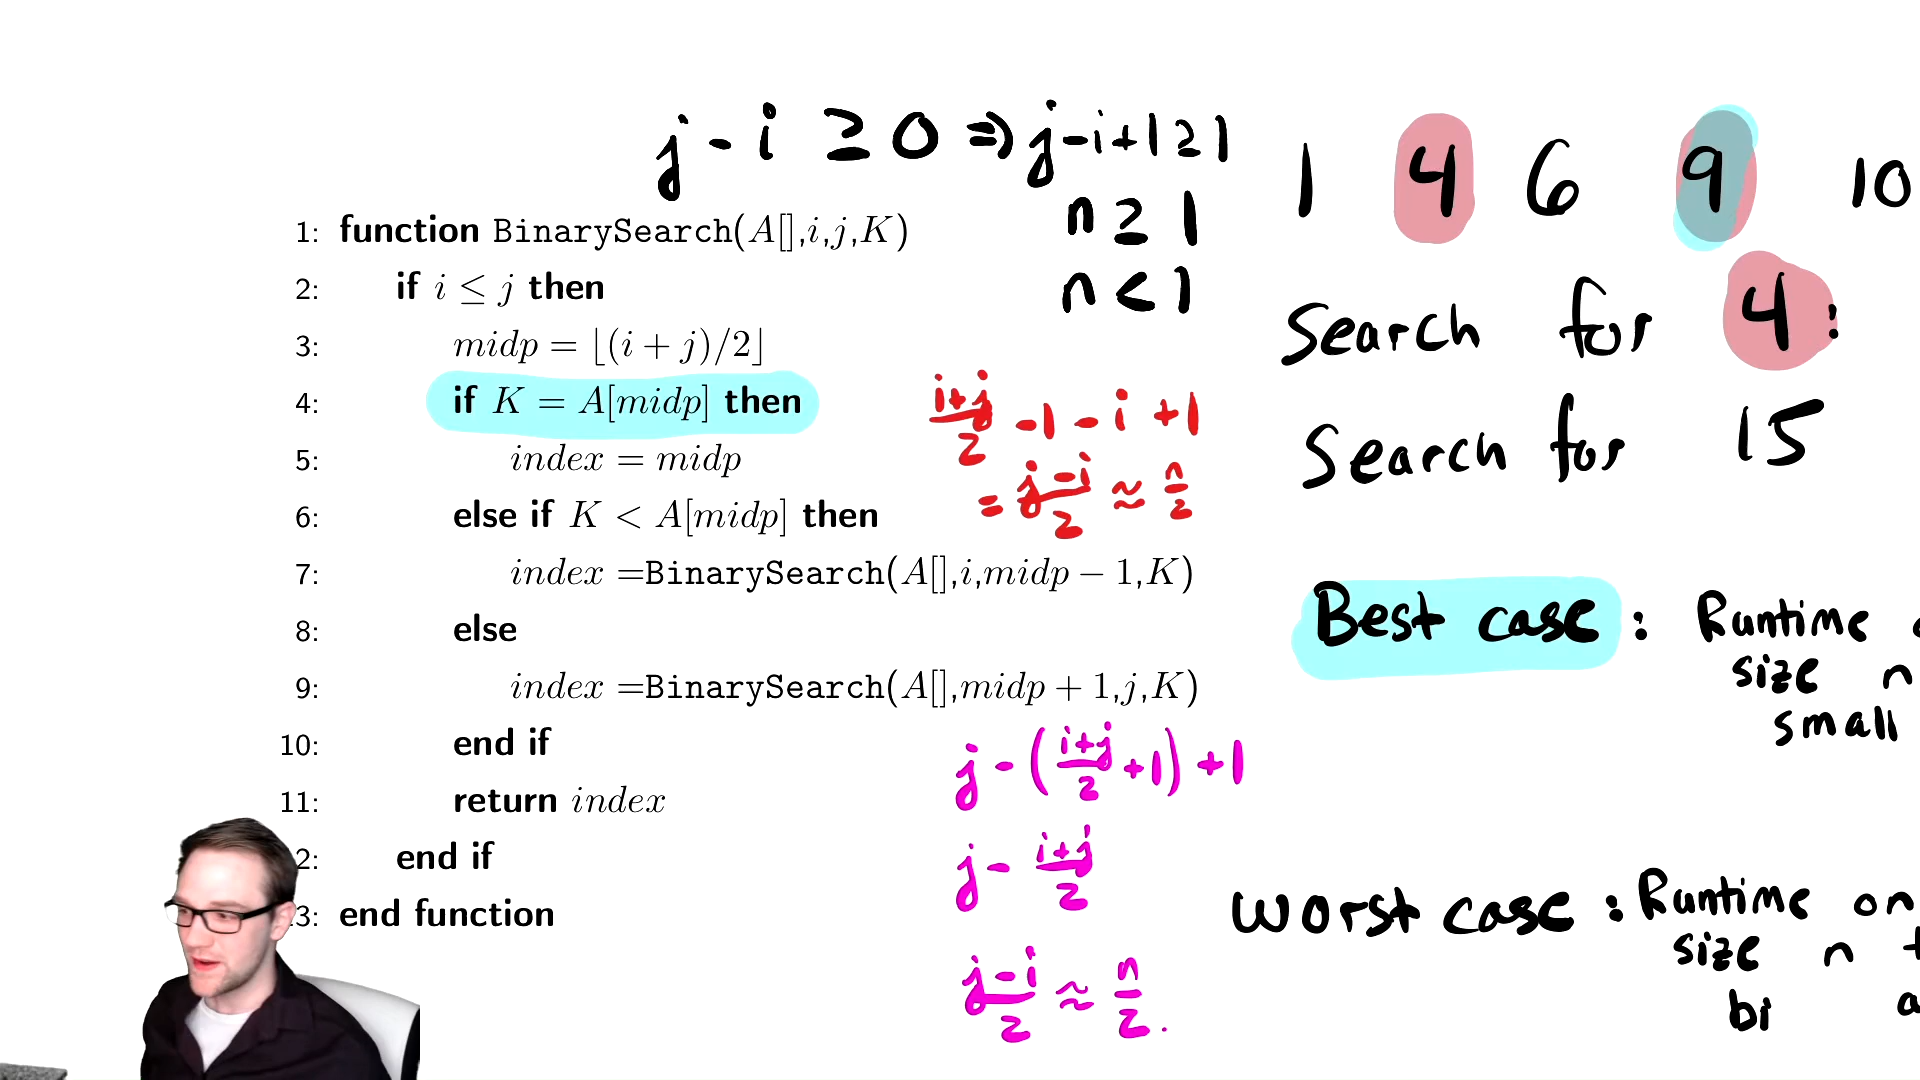 j - i ≥ 0 ⇒ j - i + 1 ≥ 1
n ≥ 1
n < 1
1: function BinarySearch(A[],i,j,K)
2: if i ≤ j then
3: midp = ⌊(i + j)/2⌋
4: if K = A[midp] then
5: index = midp
6: else if K < A[midp] then
7: index =BinarySearch(A[],i,midp − 1,K)
8: else
9: index =BinarySearch(A[],midp + 1,j,K)
10: end if
11: return index
2: end if
3: end function
(i+j)/2 - 1 - i + 1
= (j-i)/2 ≈ n/2
j - ((i+j)/2 + 1) + 1
j - (i+j)/2
(j-i)/2 ≈ n/2.
1 4 6 9 10
Search for 4:
Search for 15
Best case: Runtime
size n
small
Worst case: Runtime on
size n
bi